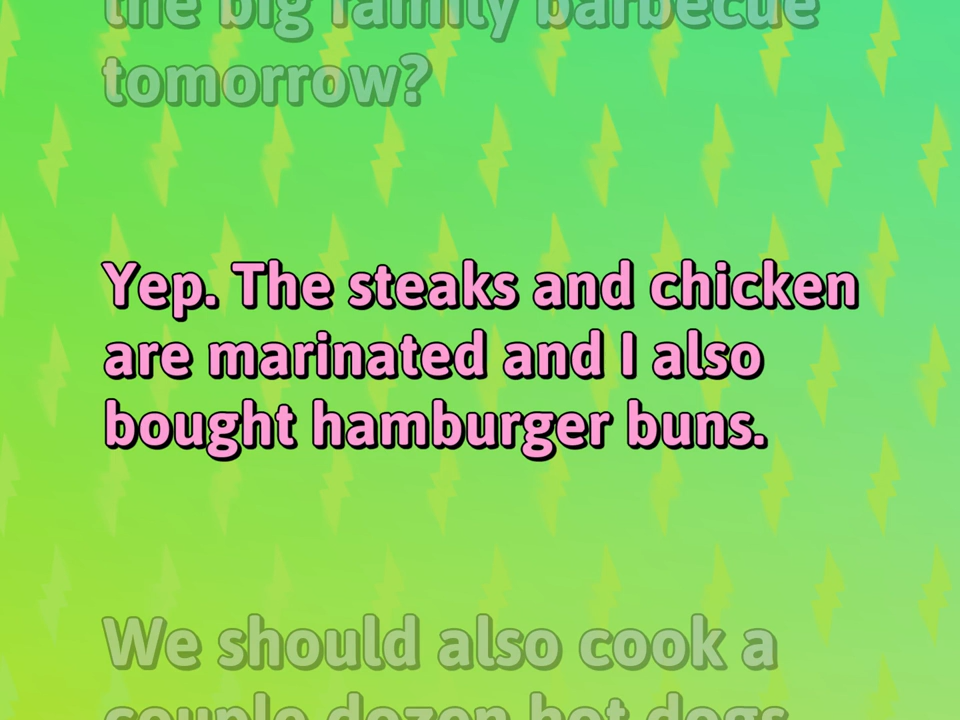 the big family barbecue
tomorrow?
Yep. The steaks and chicken
are marinated and I also
bought hamburger buns.
We should also cook a
couple dozen hot dogs